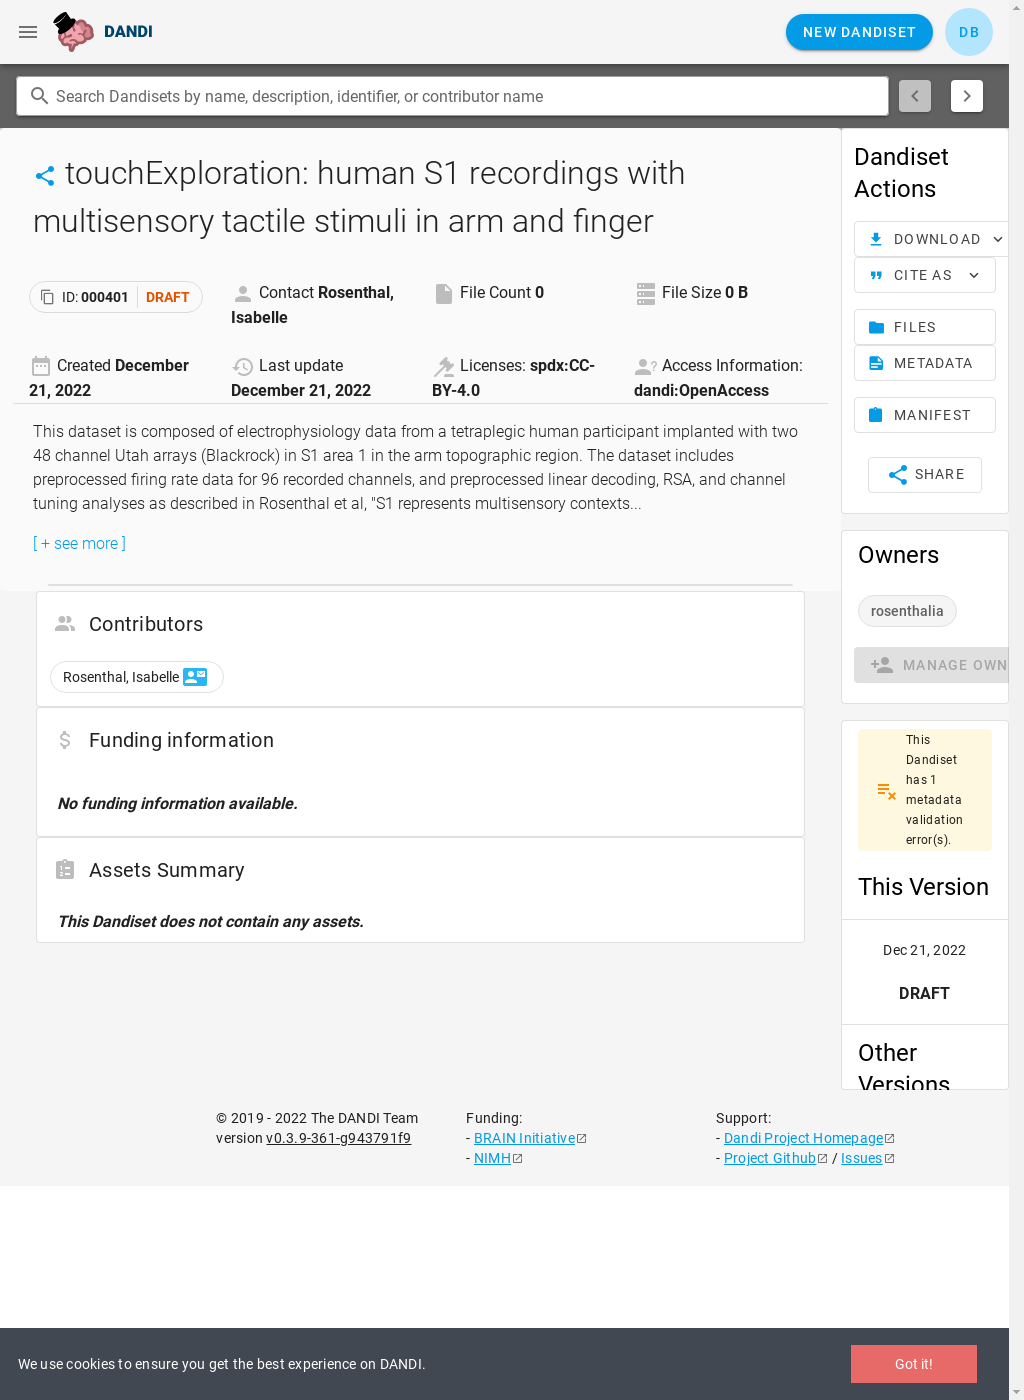 DANDI
NEW DANDISET
DB
Search Dandisets by name, description, identifier, or contributor name
touchExploration: human S1 recordings with
multisensory tactile stimuli in arm and finger
ID: 000401 DRAFT
Contact Rosenthal,
Isabelle
File Count 0
File Size 0 B
Created December
21, 2022
Last update
December 21, 2022
Licenses: spdx:CC-
BY-4.0
Access Information:
dandi:OpenAccess
This dataset is composed of electrophysiology data from a tetraplegic human participant implanted with two
48 channel Utah arrays (Blackrock) in S1 area 1 in the arm topographic region. The dataset includes
preprocessed firing rate data for 96 recorded channels, and preprocessed linear decoding, RSA, and channel
tuning analyses as described in Rosenthal et al, "S1 represents multisensory contexts...
[ + see more ]
Contributors
Rosenthal, Isabelle
Funding information
No funding information available.
Assets Summary
This Dandiset does not contain any assets.
Dandiset
Actions
DOWNLOAD
CITE AS
FILES
METADATA
MANIFEST
SHARE
Owners
rosenthalia
MANAGE OWN
This
Dandiset
has 1
metadata
validation
error(s).
This Version
Dec 21, 2022
DRAFT
Other
Versions
© 2019 - 2022 The DANDI Team
version v0.3.9-361-g943791f9
Funding:
- BRAIN Initiative
- NIMH
Support:
- Dandi Project Homepage
- Project Github / Issues
We use cookies to ensure you get the best experience on DANDI.
Got it!